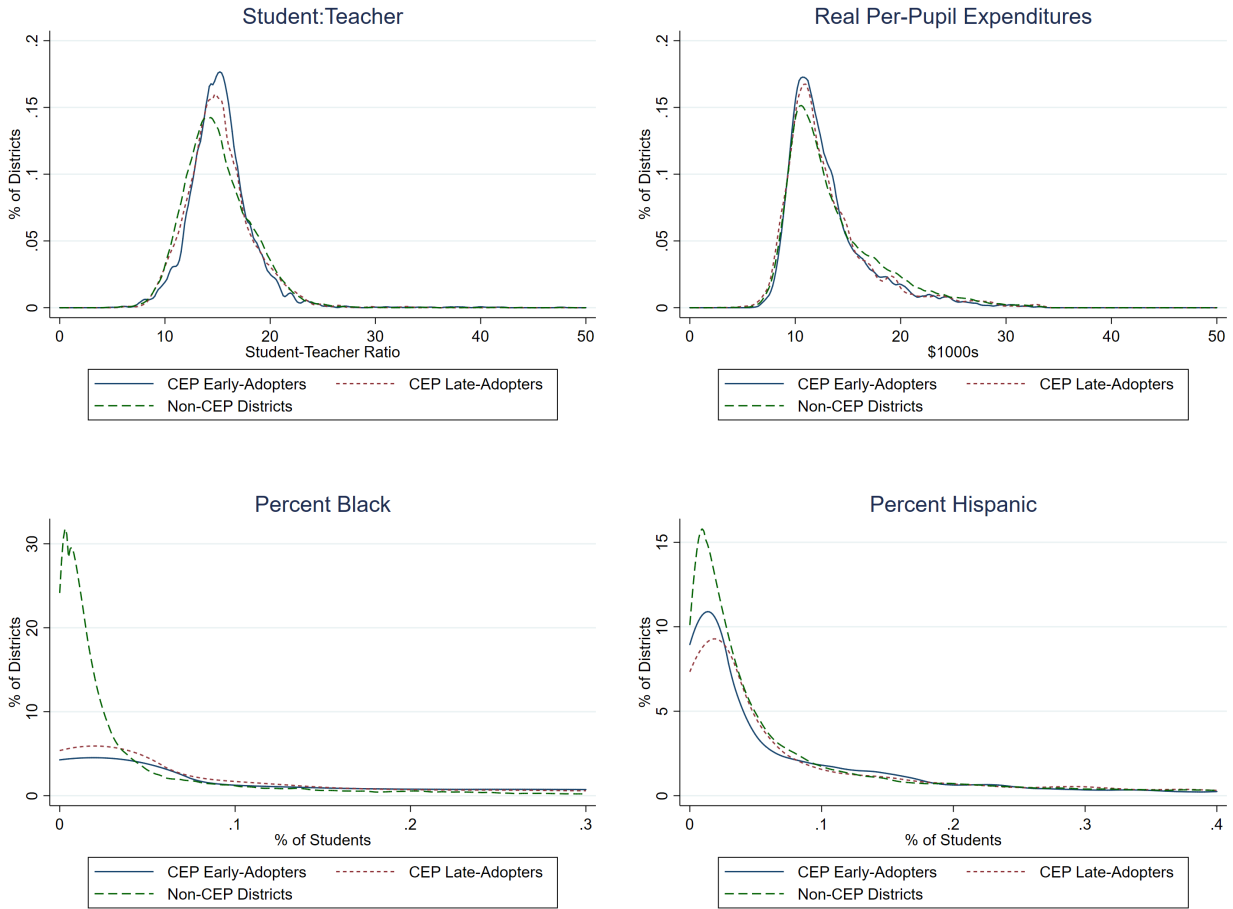 Student:Teacher
% of Districts
.2
.15
.1
.05
0
0 10 20 30 40 50
Student-Teacher Ratio
CEP Early-Adopters CEP Late-Adopters
Non-CEP Districts
Real Per-Pupil Expenditures
% of Districts
.2
.15
.1
.05
0
0 10 20 30 40 50
$1000s
CEP Early-Adopters CEP Late-Adopters
Non-CEP Districts
Percent Black
% of Districts
30
20
10
0
0 .1 .2 .3
% of Students
CEP Early-Adopters CEP Late-Adopters
Non-CEP Districts
Percent Hispanic
% of Districts
15
10
5
0
0 .1 .2 .3 .4
% of Students
CEP Early-Adopters CEP Late-Adopters
Non-CEP Districts